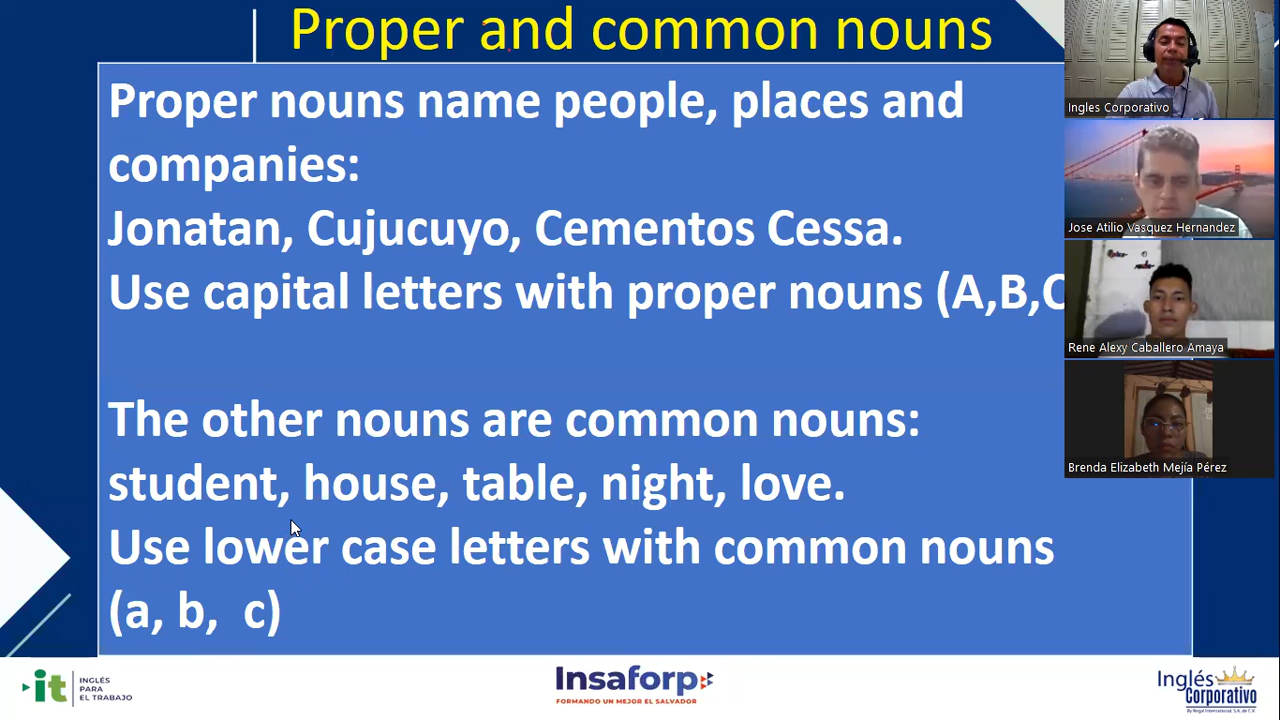 Proper and common nouns
Proper nouns name people, places and
companies:
Jonatan, Cujucuyo, Cementos Cessa.
Use capital letters with proper nouns (A,B,C
The other nouns are common nouns:
student, house, table, night, love.
Use lower case letters with common nouns
(a, b, c)
Ingles Corporativo
Jose Atilio Vasquez Hernandez
Rene Alexy Caballero Amaya
Brenda Elizabeth Mejía Pérez
it
INGLÉS
PARA
EL TRABAJO
Insaforp
FORMANDO UN MEJOR EL SALVADOR
Inglés
Corporativo
By Regal International, S.A. de C.V.